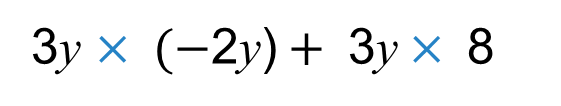 3y × (−2y) + 3y × 8